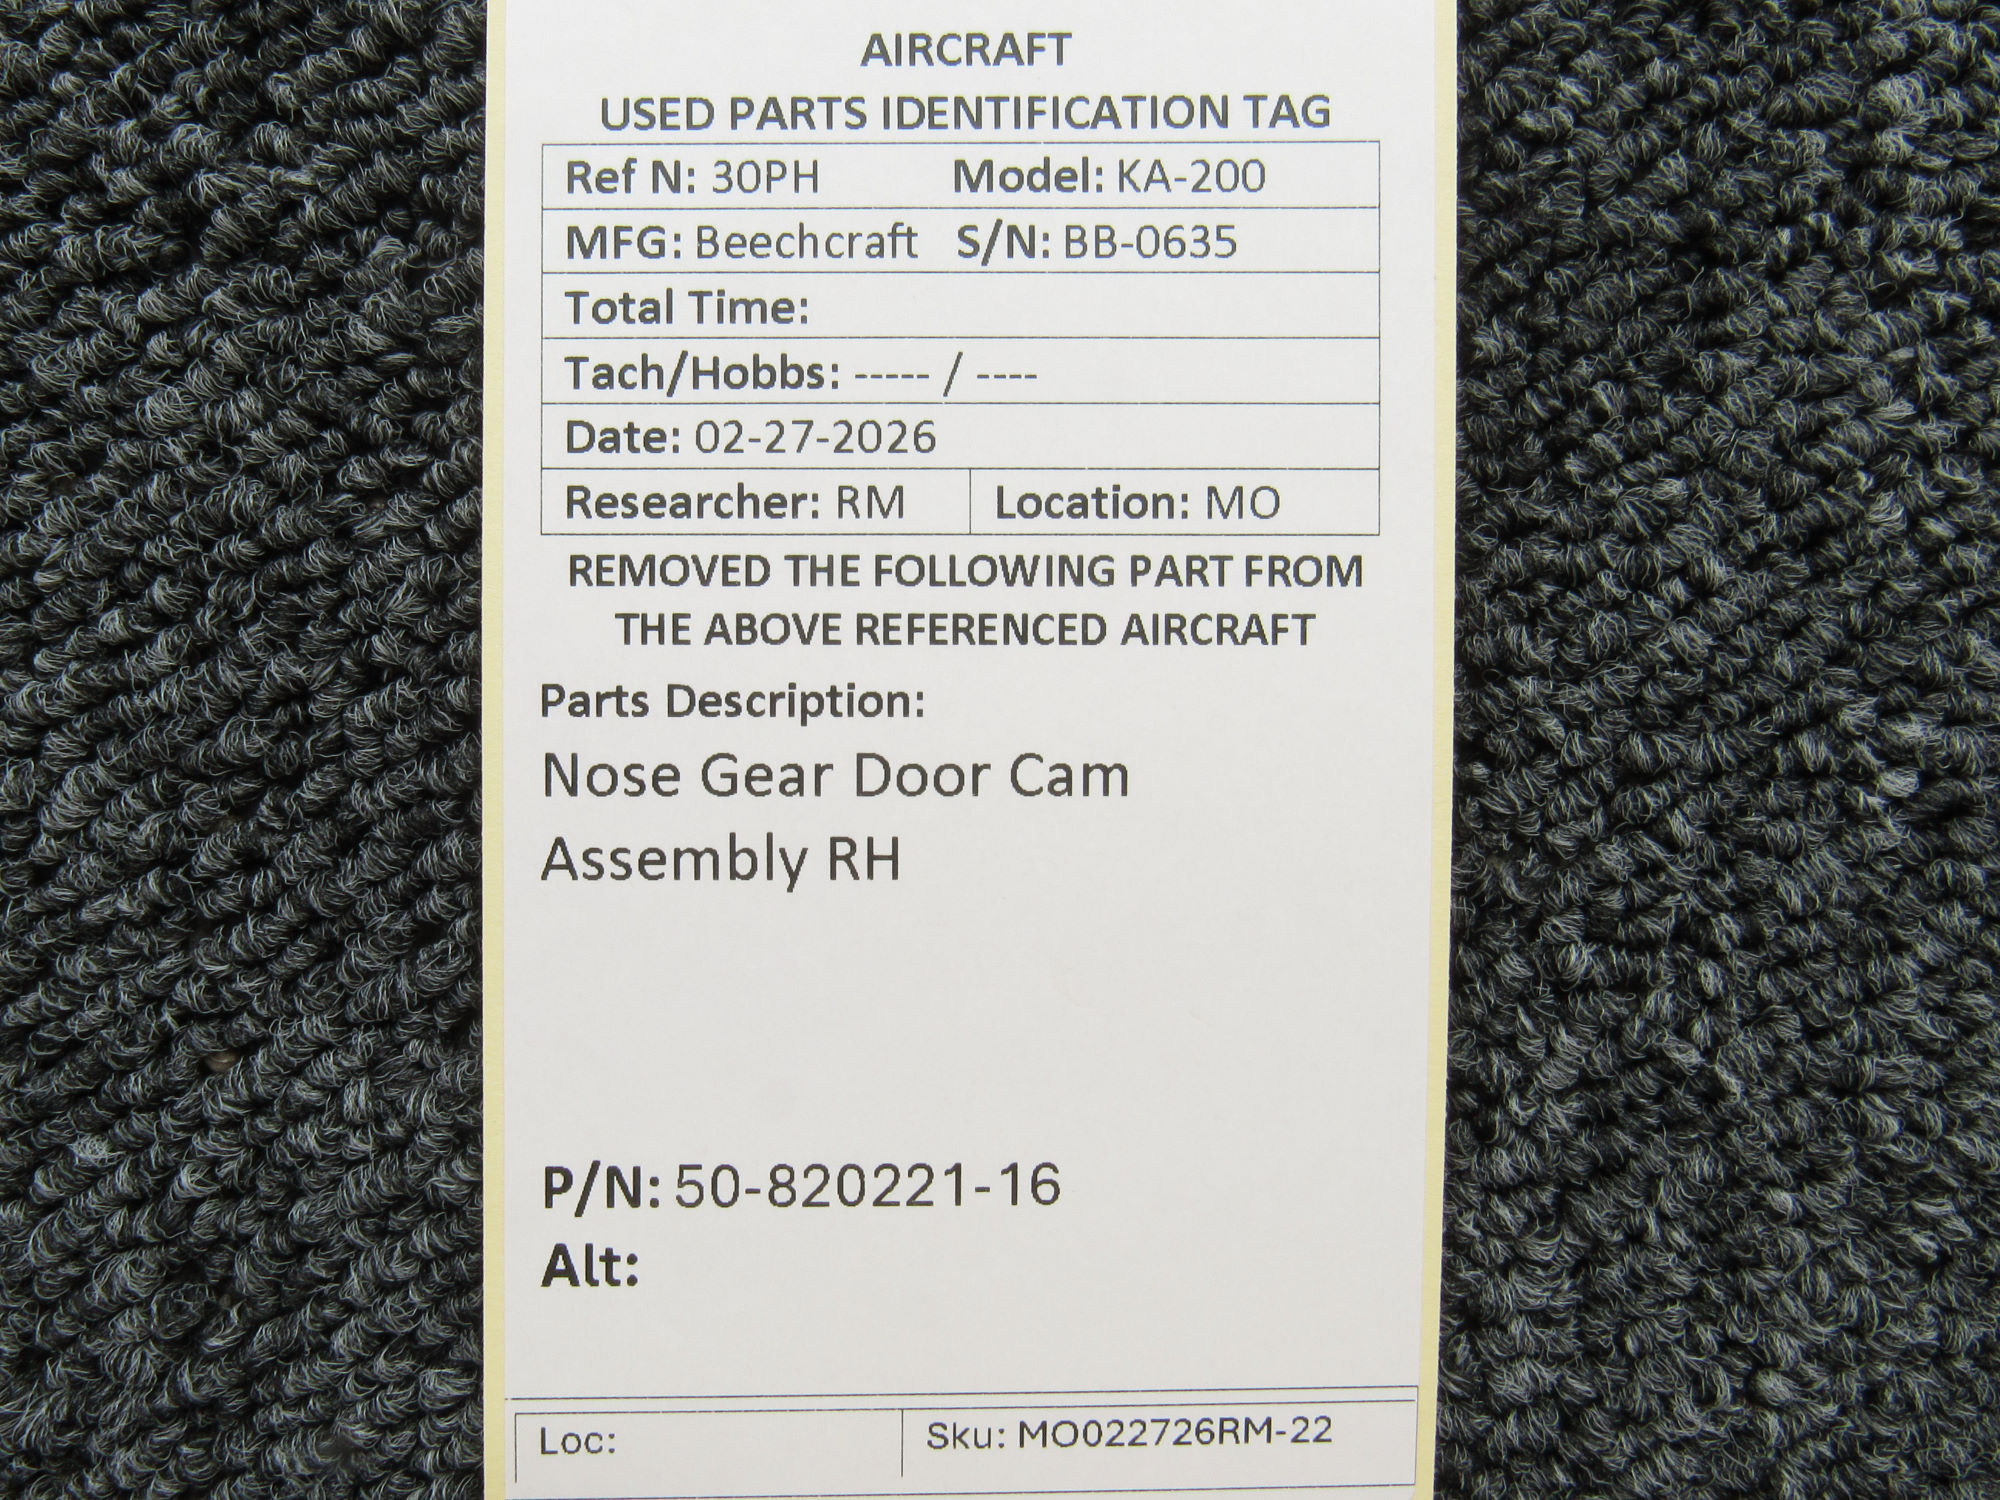 AIRCRAFT
USED PARTS IDENTIFICATION TAG
Ref N: 30PH Model: KA-200
MFG: Beechcraft S/N: BB-0635
Total Time:
Tach/Hobbs: ----- / ----
Date: 02-27-2026
Researcher: RM Location: MO
REMOVED THE FOLLOWING PART FROM
THE ABOVE REFERENCED AIRCRAFT
Parts Description:
Nose Gear Door Cam
Assembly RH
P/N: 50-820221-16
Alt:
Loc: Sku: MO022726RM-22